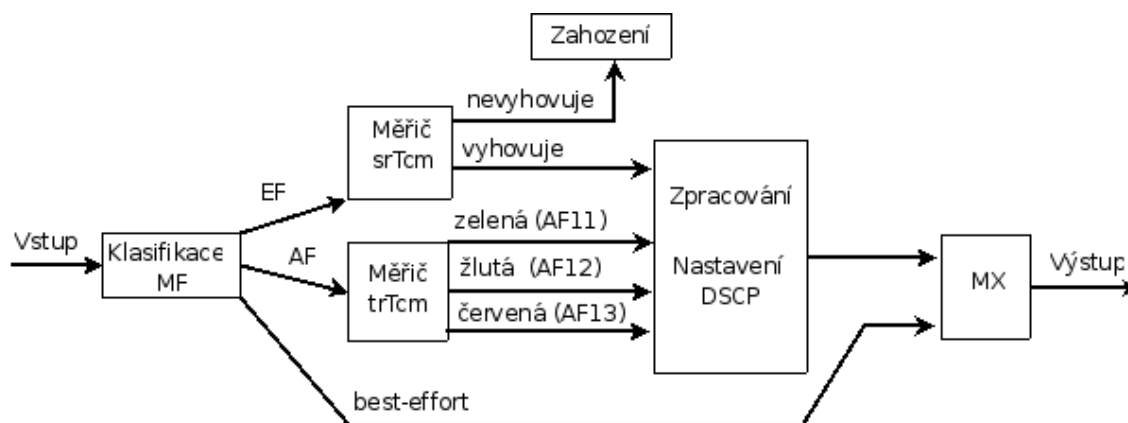 Zahození
nevyhovuje
Měřič
srTcm
vyhovuje
EF
Zpracování
zelená (AF11)
Vstup
Klasifikace
MF
AF
Měřič
trTcm
žlutá (AF12)
Nastavení
DSCP
MX
Výstup
červená (AF13)
best-effort